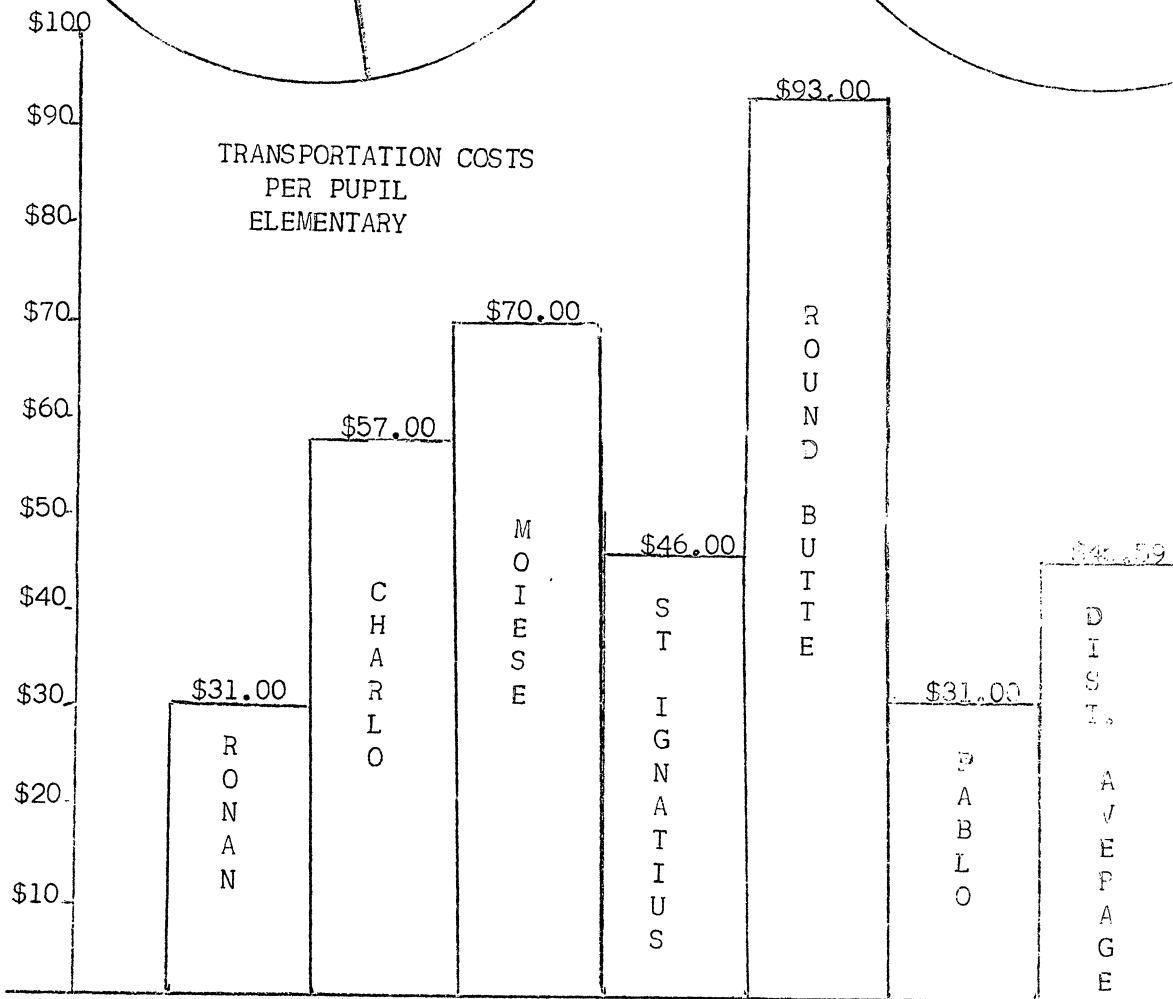 $100
$90
$80
$70
$60
$50
$40
$30
$20
$10
TRANSPORTATION COSTS
PER PUPIL
ELEMENTARY
$31.00
RONAN
$57.00
CHARLO
$70.00
MOIESE
$46.00
ST IGNATIUS
$93.00
ROUND BUTTE
$31.00
PABLO
DIST. AVERAGE